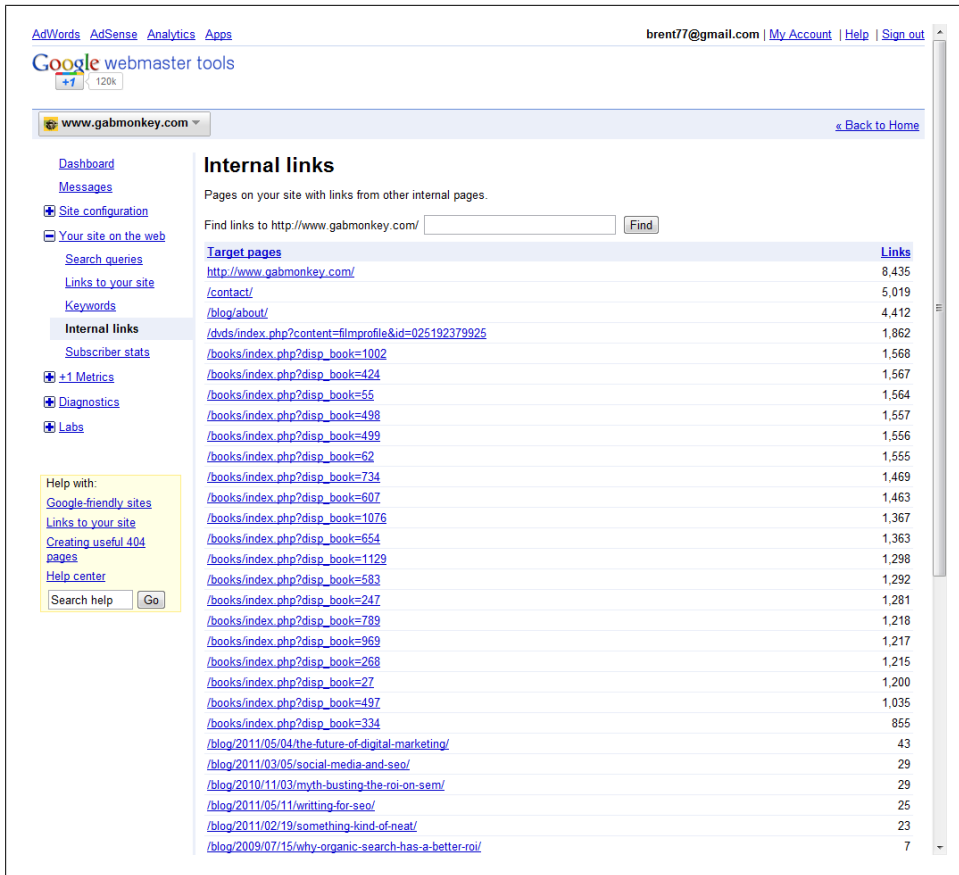 AdWords AdSense Analytics Apps brent77@gmail.com | My Account | Help | Sign out
Google webmaster tools
+1 120k
www.gabmonkey.com « Back to Home
Dashboard
Messages
Site configuration
Your site on the web
Search queries
Links to your site
Keywords
Internal links
Subscriber stats
+1 Metrics
Diagnostics
Labs
Help with:
Google-friendly sites
Links to your site
Creating useful 404
pages
Help center
Search help Go
Internal links
Pages on your site with links from other internal pages.
Find links to http://www.gabmonkey.com/ Find
Target pages Links
http://www.gabmonkey.com/ 8,435
/contact/ 5,019
/blog/about/ 4,412
/dvds/index.php?content=filmprofile&id=025192379925 1,862
/books/index.php?disp_book=1002 1,568
/books/index.php?disp_book=424 1,567
/books/index.php?disp_book=55 1,564
/books/index.php?disp_book=498 1,557
/books/index.php?disp_book=499 1,556
/books/index.php?disp_book=62 1,555
/books/index.php?disp_book=734 1,469
/books/index.php?disp_book=607 1,463
/books/index.php?disp_book=1076 1,367
/books/index.php?disp_book=654 1,363
/books/index.php?disp_book=1129 1,298
/books/index.php?disp_book=583 1,292
/books/index.php?disp_book=247 1,281
/books/index.php?disp_book=789 1,218
/books/index.php?disp_book=969 1,217
/books/index.php?disp_book=268 1,215
/books/index.php?disp_book=27 1,200
/books/index.php?disp_book=497 1,035
/books/index.php?disp_book=334 855
/blog/2011/05/04/the-future-of-digital-marketing/ 43
/blog/2011/03/05/social-media-and-seo/ 29
/blog/2010/11/03/myth-busting-the-roi-on-sem/ 29
/blog/2011/05/11/writting-for-seo/ 25
/blog/2011/02/19/something-kind-of-neat/ 23
/blog/2009/07/15/why-organic-search-has-a-better-roi/ 7